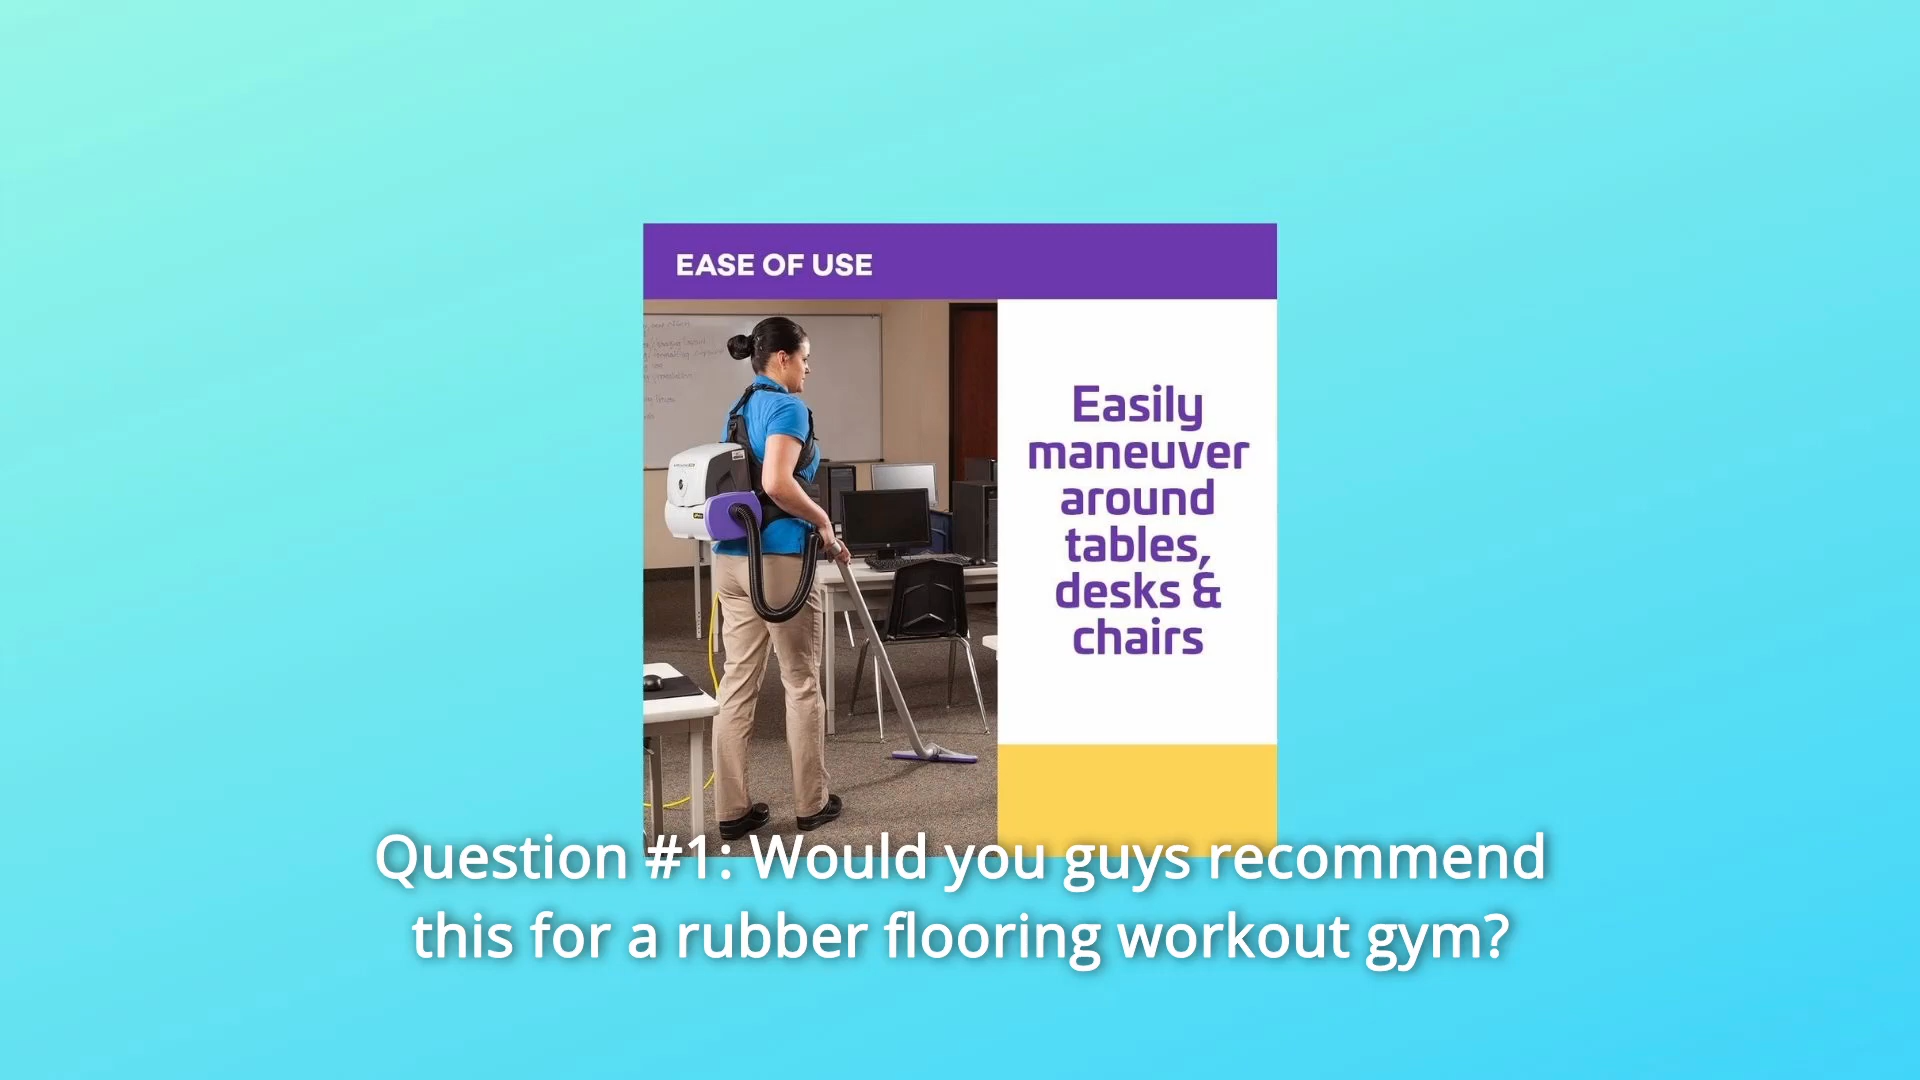 EASE OF USE
Easily
maneuver
around
tables,
desks &
chairs
Question #1: Would you guys recommend
this for a rubber flooring workout gym?